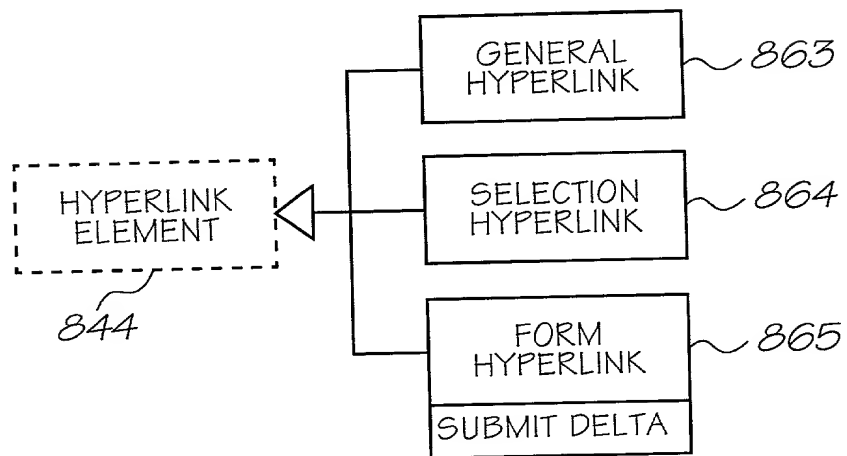 GENERAL
HYPERLINK
863
HYPERLINK
ELEMENT
844
SELECTION
HYPERLINK
864
FORM
HYPERLINK
865
SUBMIT DELTA